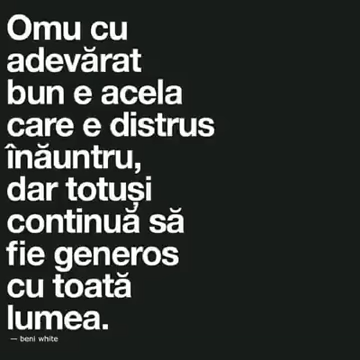 Omu cu
adevărat
bun e acela
care e distrus
înăuntru,
dar totuși
continuă să
fie generos
cu toată
lumea.
— beni white